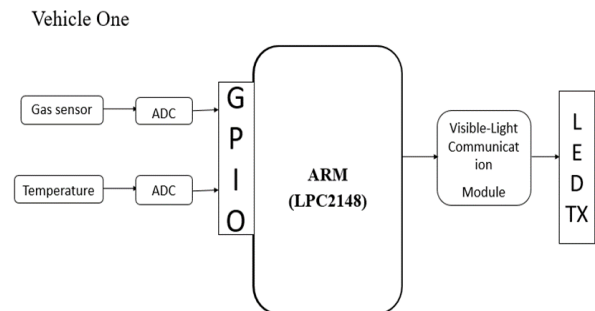 Vehicle One
Gas sensor
ADC
Temperature
ADC
G
P
I
O
ARM
(LPC2148)
Visible-Light
Communicat
ion
Module
L
E
D
TX